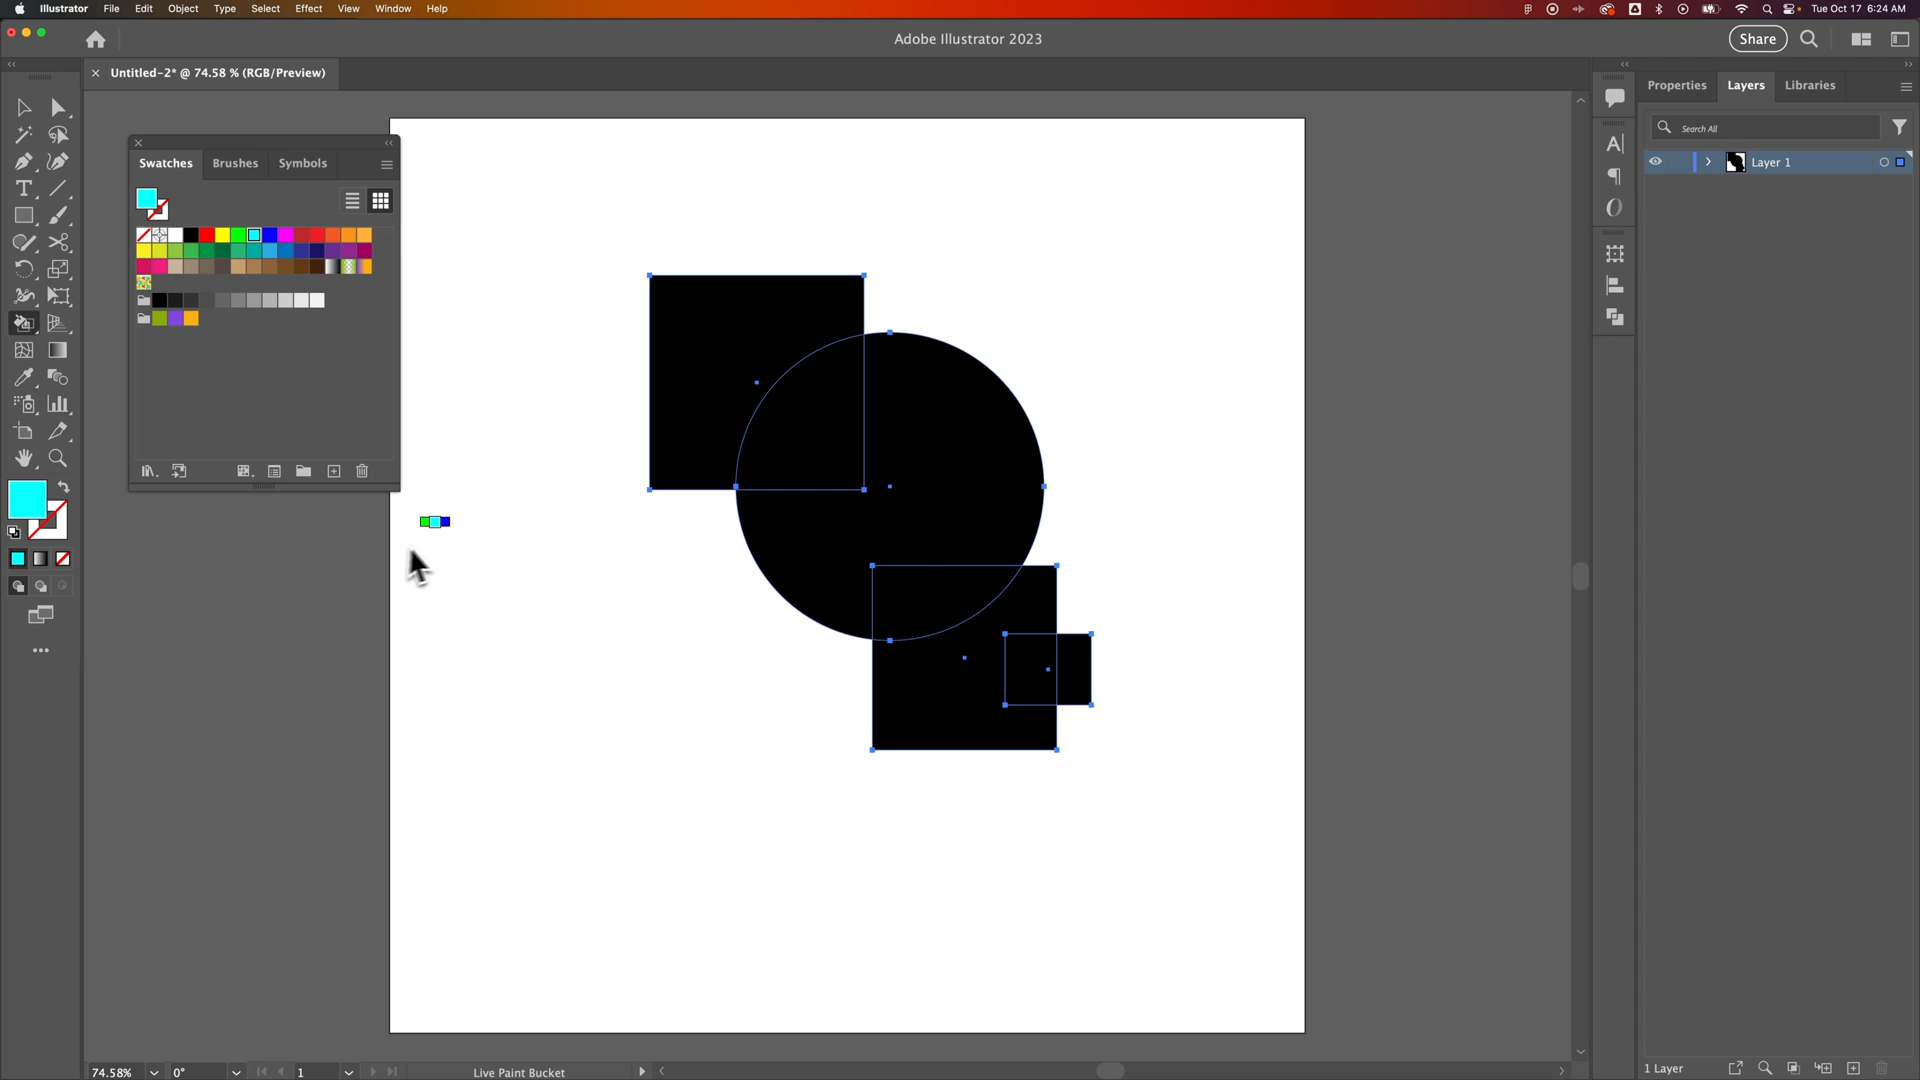 Illustrator File Edit Object Type Select Effect View Window Help
Tue Oct 17 6:24 AM
Adobe Illustrator 2023
Share
Untitled-2* @ 74.58 % (RGB/Preview)
Properties Layers Libraries
Search All
Layer 1
Swatches Brushes Symbols
74.58% 0° 1 Live Paint Bucket
1 Layer